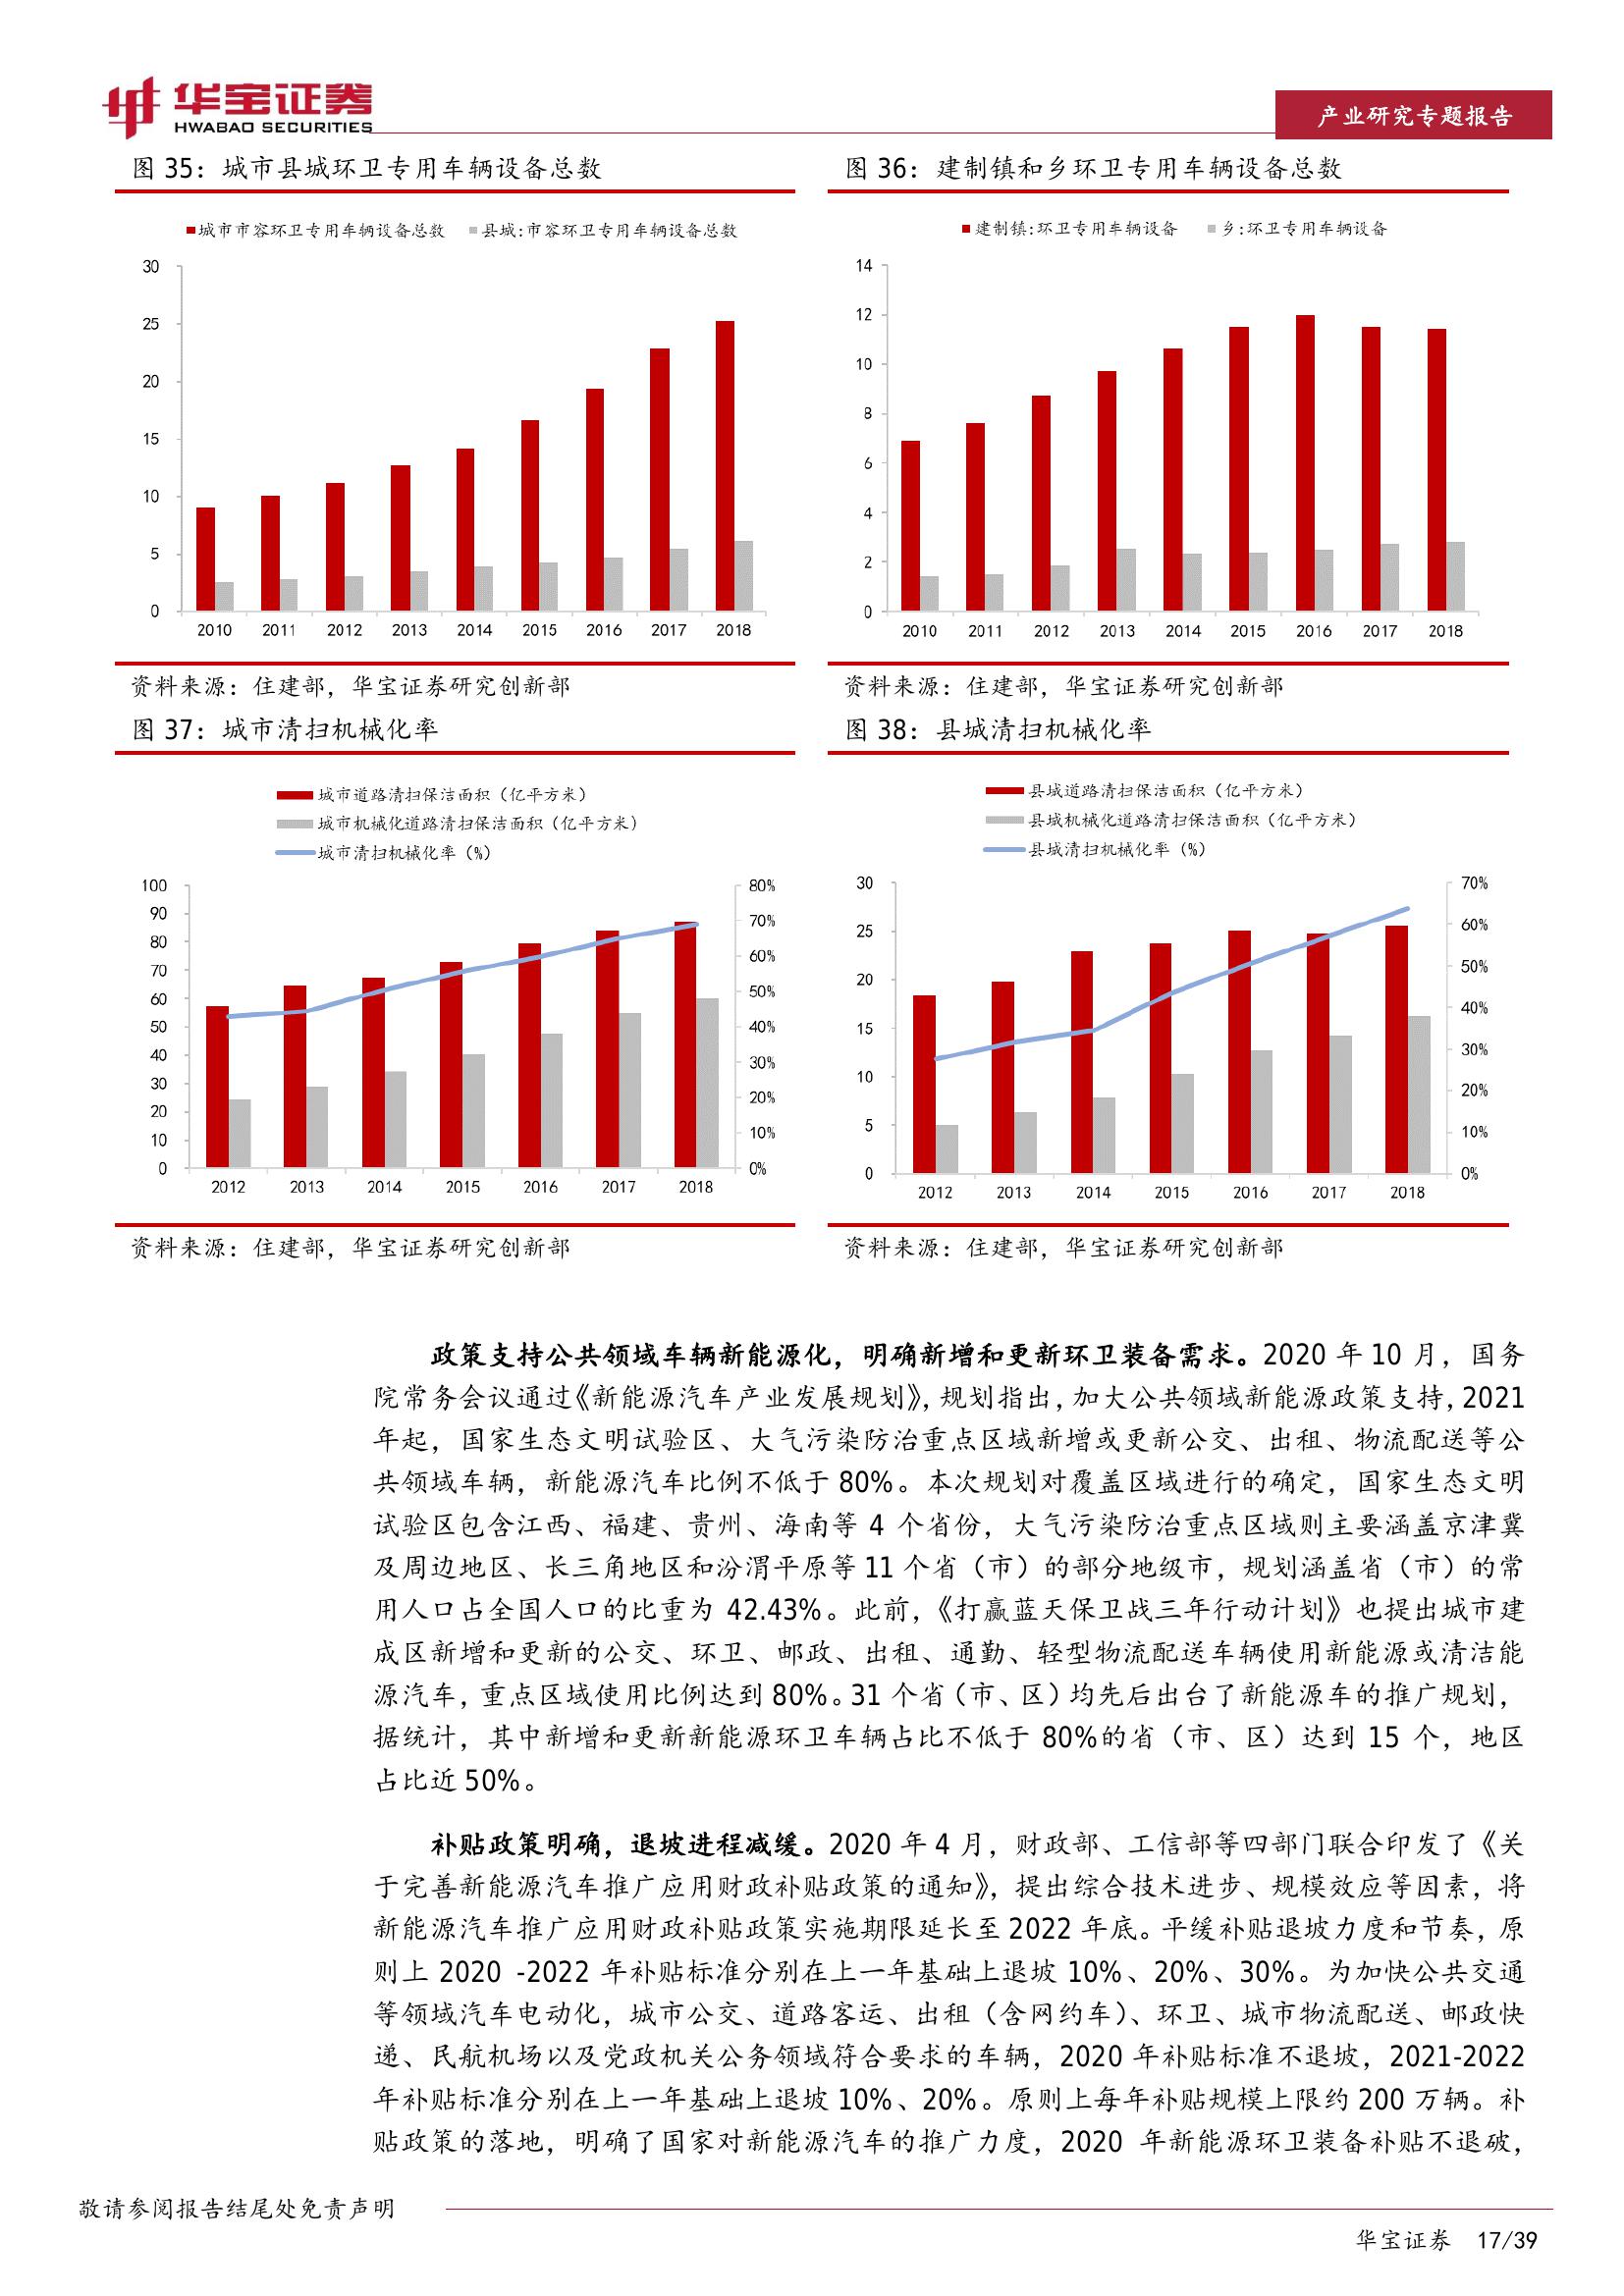 华宝证券
HWABAO SECURITIES
产业研究专题报告
图 35：城市县城环卫专用车辆设备总数
城市市容环卫专用车辆设备总数 县城:市容环卫专用车辆设备总数
30
25
20
15
10
5
0
2010 2011 2012 2013 2014 2015 2016 2017 2018
资料来源：住建部，华宝证券研究创新部
图 36：建制镇和乡环卫专用车辆设备总数
建制镇:环卫专用车辆设备 乡:环卫专用车辆设备
14
12
10
8
6
4
2
0
2010 2011 2012 2013 2014 2015 2016 2017 2018
资料来源：住建部，华宝证券研究创新部
图 37：城市清扫机械化率
城市道路清扫保洁面积（亿平方米）
城市机械化道路清扫保洁面积（亿平方米）
城市清扫机械化率（%）
100
90
80
70
60
50
40
30
20
10
0
80%
70%
60%
50%
40%
30%
20%
10%
0%
2012 2013 2014 2015 2016 2017 2018
资料来源：住建部，华宝证券研究创新部
图 38：县城清扫机械化率
县城道路清扫保洁面积（亿平方米）
县城机械化道路清扫保洁面积（亿平方米）
县城清扫机械化率（%）
30
25
20
15
10
5
0
70%
60%
50%
40%
30%
20%
10%
0%
2012 2013 2014 2015 2016 2017 2018
资料来源：住建部，华宝证券研究创新部
政策支持公共领域车辆新能源化，明确新增和更新环卫装备需求。2020 年 10 月，国务
院常务会议通过《新能源汽车产业发展规划》，规划指出，加大公共领域新能源政策支持，2021
年起，国家生态文明试验区、大气污染防治重点区域新增或更新公交、出租、物流配送等公
共领域车辆，新能源汽车比例不低于 80%。本次规划对覆盖区域进行的确定，国家生态文明
试验区包含江西、福建、贵州、海南等 4 个省份，大气污染防治重点区域则主要涵盖京津冀
及周边地区、长三角地区和汾渭平原等 11 个省（市）的部分地级市，规划涵盖省（市）的常
用人口占全国人口的比重为 42.43%。此前，《打赢蓝天保卫战三年行动计划》也提出城市建
成区新增和更新的公交、环卫、邮政、出租、通勤、轻型物流配送车辆使用新能源或清洁能
源汽车，重点区域使用比例达到 80%。31 个省（市、区）均先后出台了新能源车的推广规划，
据统计，其中新增和更新新能源环卫车辆占比不低于 80%的省（市、区）达到 15 个，地区
占比近 50%。
补贴政策明确，退坡进程减缓。2020 年 4 月，财政部、工信部等四部门联合印发了《关
于完善新能源汽车推广应用财政补贴政策的通知》，提出综合技术进步、规模效应等因素，将
新能源汽车推广应用财政补贴政策实施期限延长至 2022 年底。平缓补贴退坡力度和节奏，原
则上 2020 -2022 年补贴标准分别在上一年基础上退坡 10%、20%、30%。为加快公共交通
等领域汽车电动化，城市公交、道路客运、出租（含网约车）、环卫、城市物流配送、邮政快
递、民航机场以及党政机关公务领域符合要求的车辆，2020 年补贴标准不退坡，2021-2022
年补贴标准分别在上一年基础上退坡 10%、20%。原则上每年补贴规模上限约 200 万辆。补
贴政策的落地，明确了国家对新能源汽车的推广力度，2020 年新能源环卫装备补贴不退破，
敬请参阅报告结尾处免责声明
华宝证券 17/39